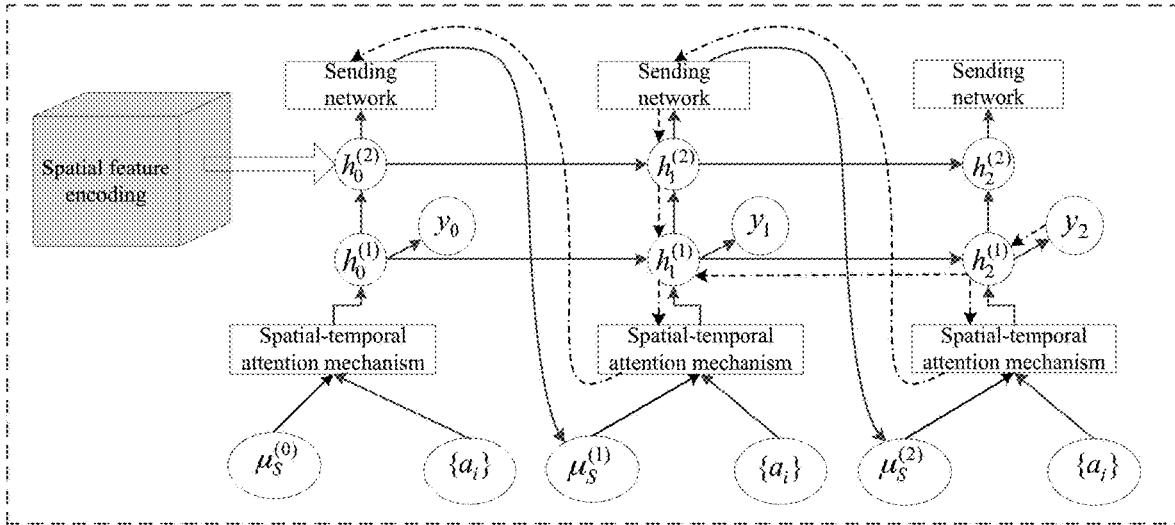 Sending
network
Sending
network
Sending
network
Spatial feature
encoding
h₀⁽²⁾
h₁⁽²⁾
h₂⁽²⁾
y₀
y₁
y₂
h₀⁽¹⁾
h₁⁽¹⁾
h₂⁽¹⁾
Spatial-temporal
attention mechanism
Spatial-temporal
attention mechanism
Spatial-temporal
attention mechanism
μₛ⁽⁰⁾
{aᵢ}
μₛ⁽¹⁾
{aᵢ}
μₛ⁽²⁾
{aᵢ}